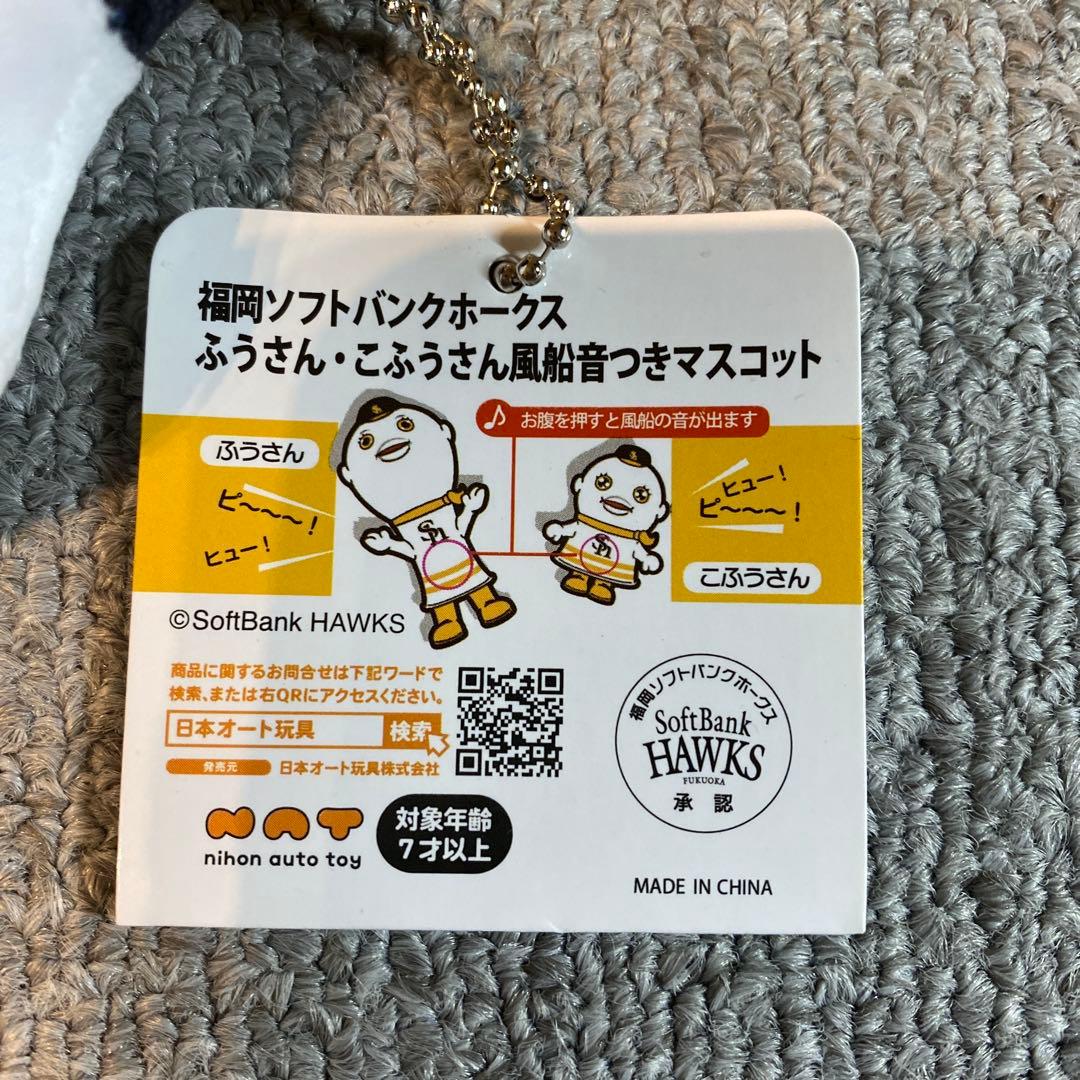 福岡ソフトバンクホークス
ふうさん・こふうさん風船音つきマスコット
♪ お腹を押すと風船の音が出ます
ふうさん
ピ〜〜〜〜！
ヒュー！
ヒュー！
ピ〜〜〜〜！
こふうさん
©SoftBank HAWKS
商品に関するお問合せは下記ワードで
検索、または右QRにアクセスください。
日本オート玩具 検索
発売元 日本オート玩具株式会社
NAT
nihon auto toy
対象年齢
7才以上
福岡ソフトバンクホークス
SoftBank
HAWKS
FUKUOKA
承認
MADE IN CHINA